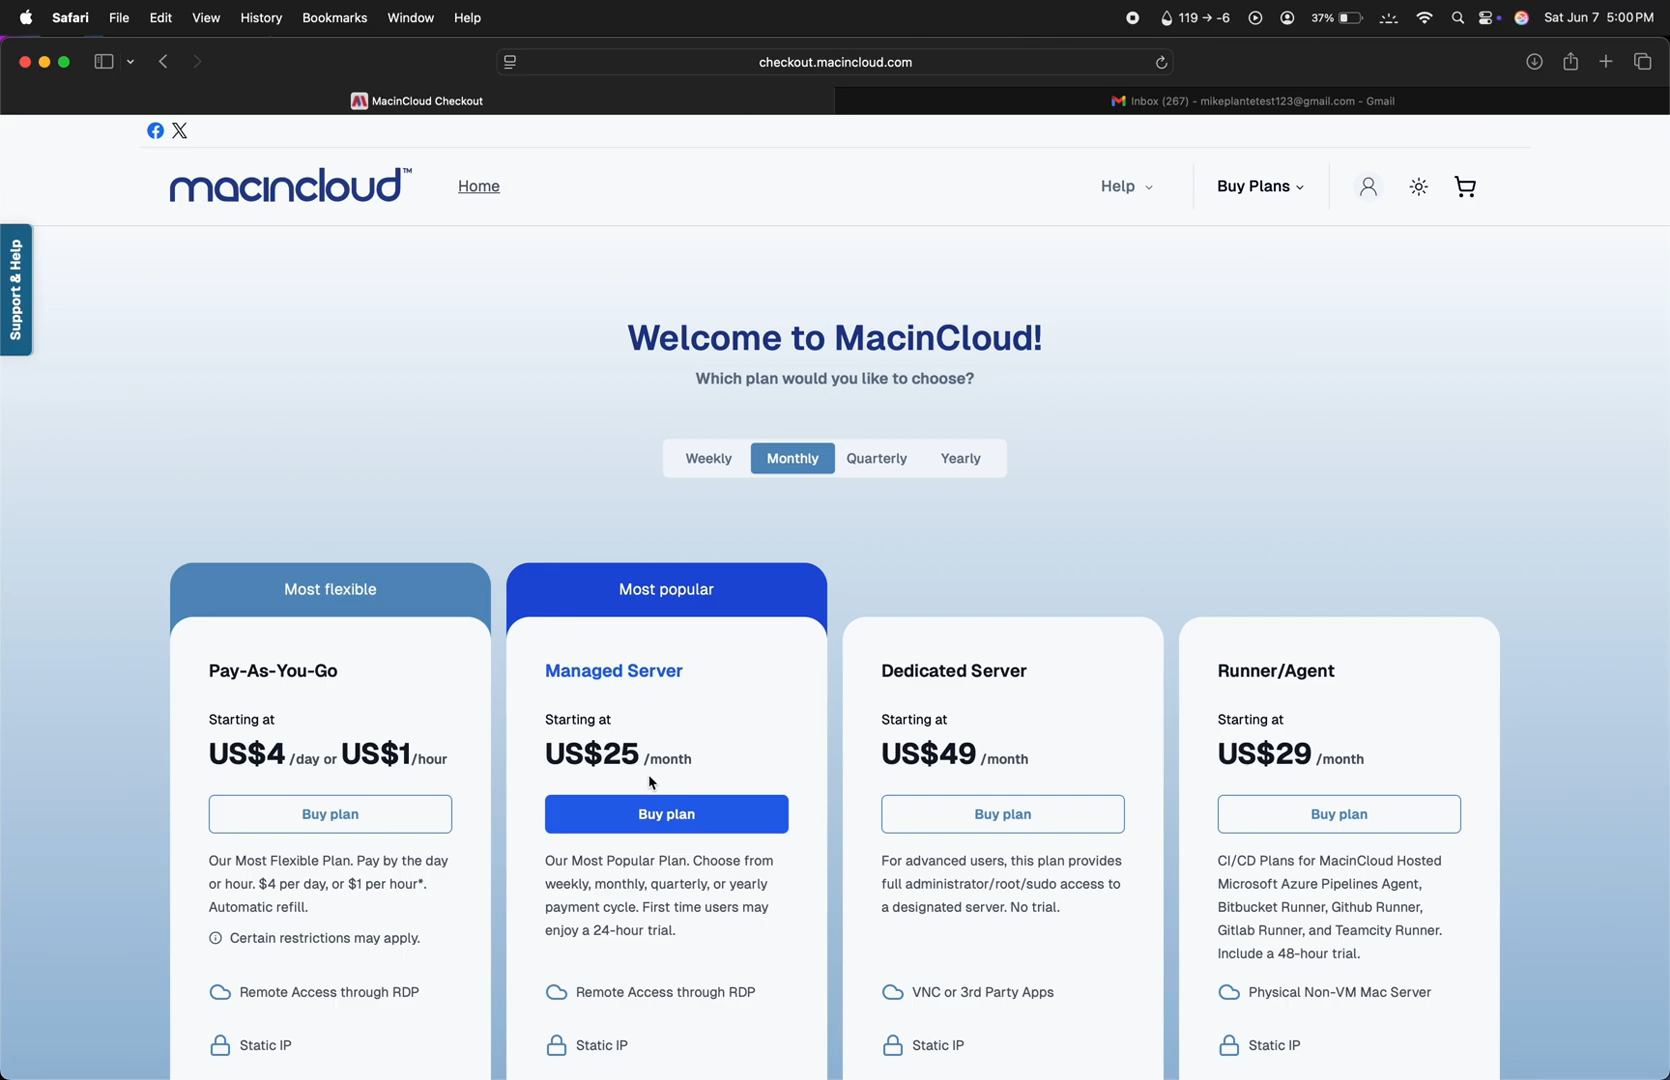 Safari File Edit View History Bookmarks Window Help 119 → -6 37% Sat Jun 7 5:00 PM
checkout.macincloud.com
MacinCloud Checkout Inbox (267) - mikeplantetest123@gmail.com - Gmail
macincloud™ Home Help Buy Plans
Support & Help
Welcome to MacinCloud!
Which plan would you like to choose?
Weekly Monthly Quarterly Yearly
Most flexible
Pay-As-You-Go
Starting at
US$4 /day or US$1/hour
Buy plan
Our Most Flexible Plan. Pay by the day
or hour. $4 per day, or $1 per hour*.
Automatic refill.
Certain restrictions may apply.
Remote Access through RDP
Static IP
Most popular
Managed Server
Starting at
US$25 /month
Buy plan
Our Most Popular Plan. Choose from
weekly, monthly, quarterly, or yearly
payment cycle. First time users may
enjoy a 24-hour trial.
Remote Access through RDP
Static IP
Dedicated Server
Starting at
US$49 /month
Buy plan
For advanced users, this plan provides
full administrator/root/sudo access to
a designated server. No trial.
VNC or 3rd Party Apps
Static IP
Runner/Agent
Starting at
US$29 /month
Buy plan
CI/CD Plans for MacinCloud Hosted
Microsoft Azure Pipelines Agent,
Bitbucket Runner, Github Runner,
Gitlab Runner, and Teamcity Runner.
Include a 48-hour trial.
Physical Non-VM Mac Server
Static IP